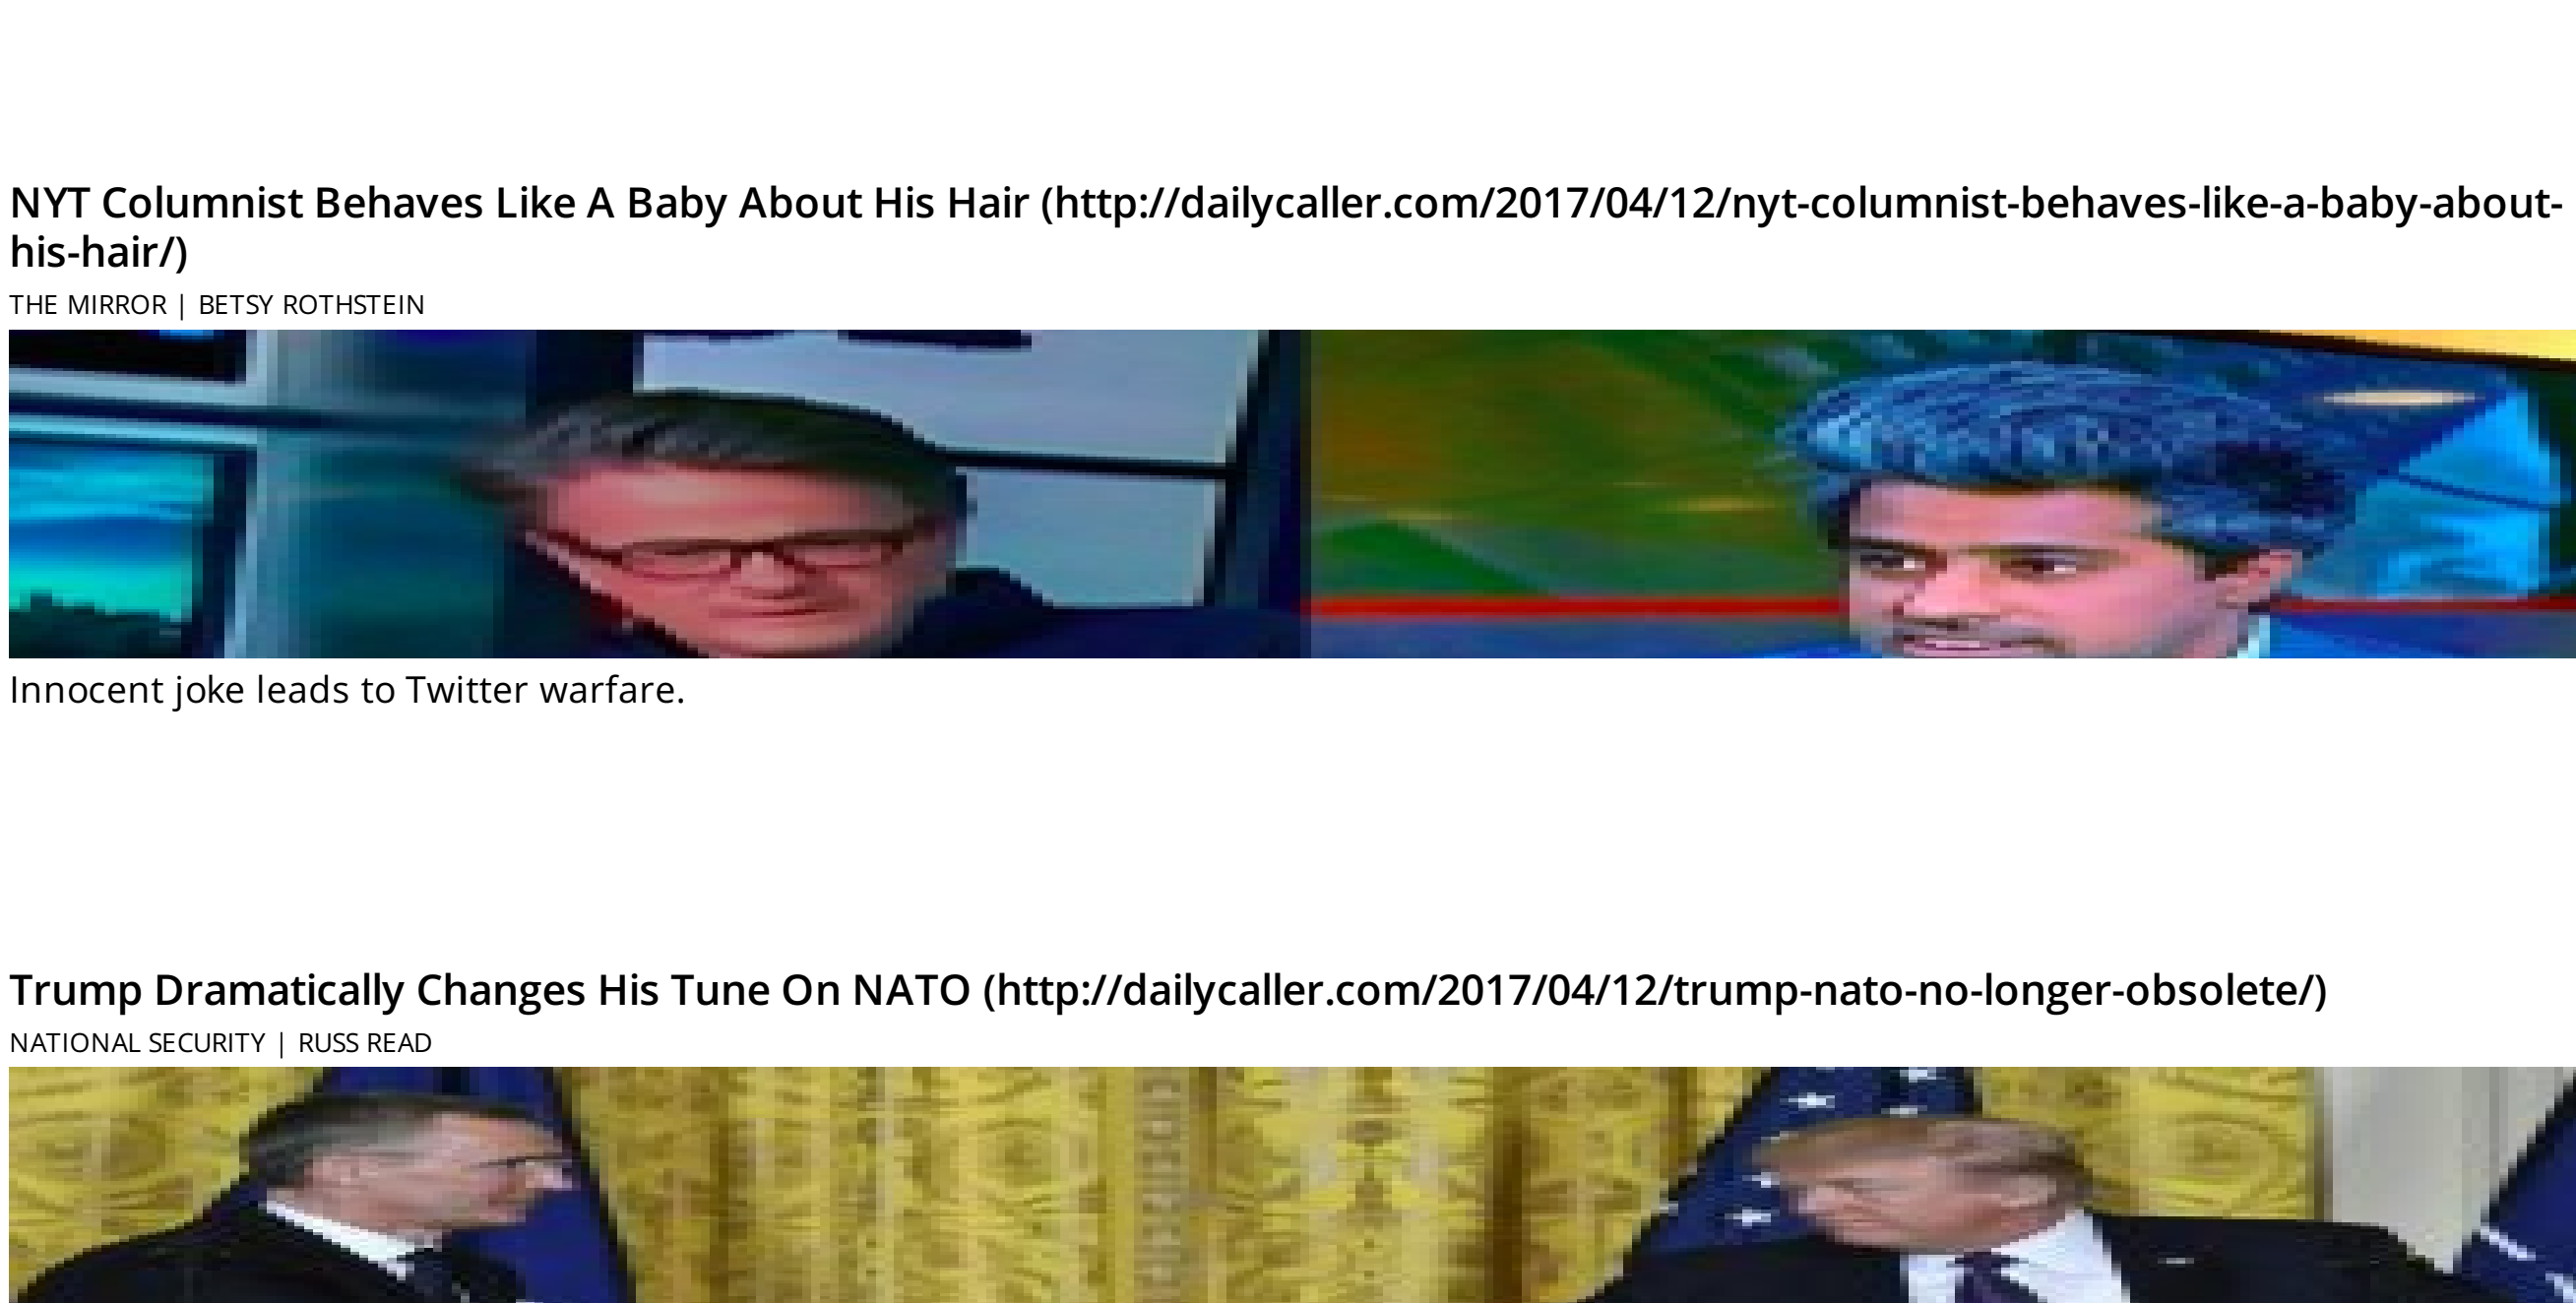 NYT Columnist Behaves Like A Baby About His Hair (http://dailycaller.com/2017/04/12/nyt-columnist-behaves-like-a-baby-about-
his-hair/)
THE MIRROR | BETSY ROTHSTEIN
Innocent joke leads to Twitter warfare.
Trump Dramatically Changes His Tune On NATO (http://dailycaller.com/2017/04/12/trump-nato-no-longer-obsolete/)
NATIONAL SECURITY | RUSS READ